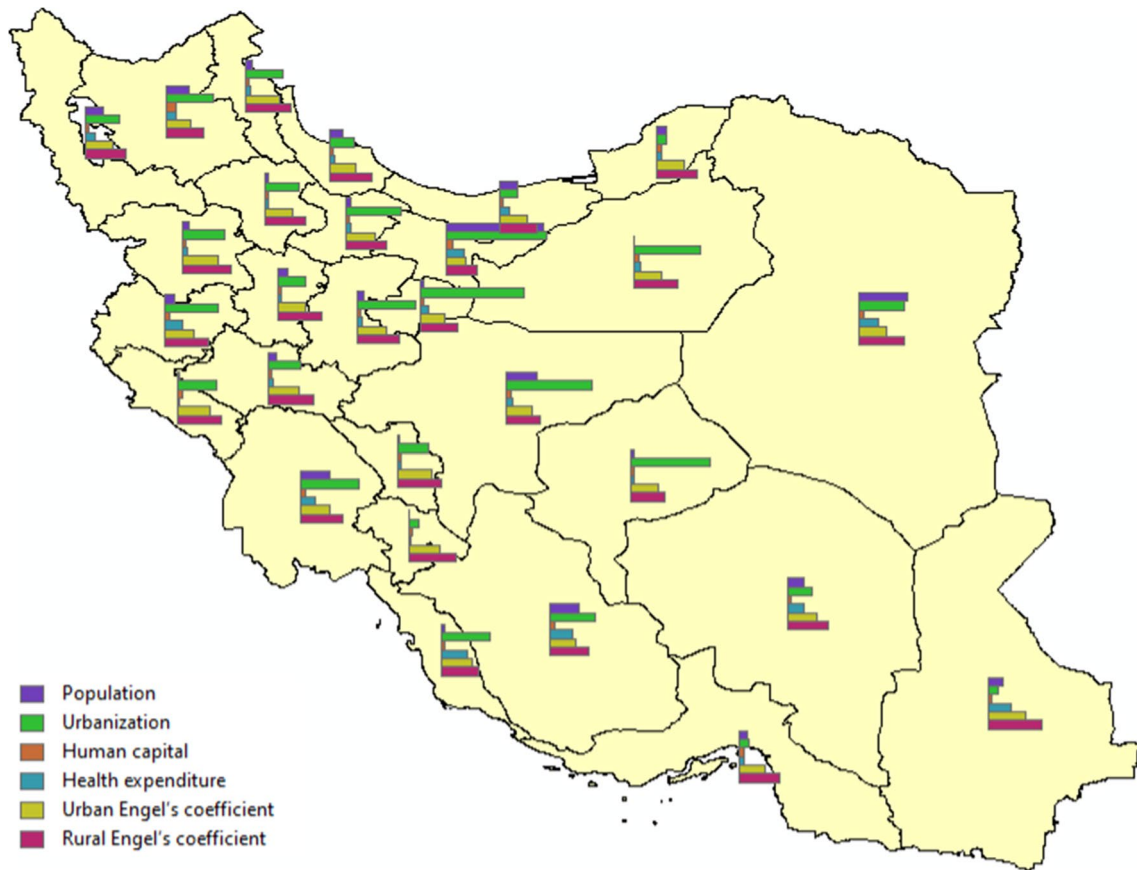 Population
Urbanization
Human capital
Health expenditure
Urban Engel's coefficient
Rural Engel's coefficient